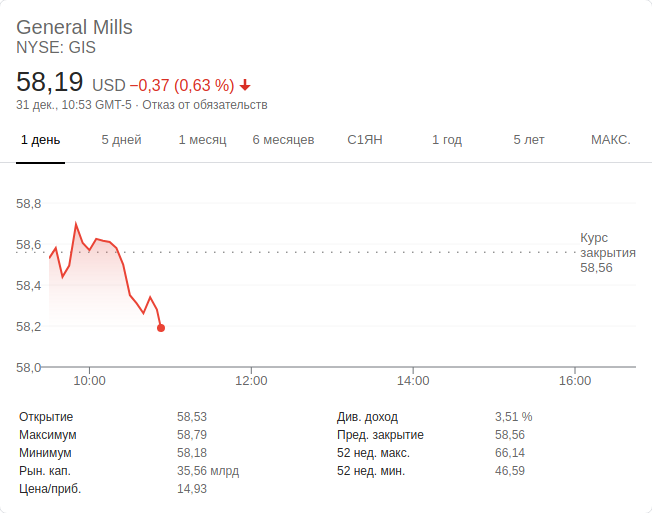 General Mills
NYSE: GIS
58,19 USD −0,37 (0,63 %)
31 дек., 10:53 GMT-5 · Отказ от обязательств
1 день 5 дней 1 месяц 6 месяцев С1ЯН 1 год 5 лет МАКС.
58,8
58,6
58,4
58,2
58,0
Курс
закрытия
58,56
10:00 12:00 14:00 16:00
Открытие 58,53 Див. доход 3,51 %
Максимум 58,79 Пред. закрытие 58,56
Минимум 58,18 52 нед. макс. 66,14
Рын. кап. 35,56 млрд 52 нед. мин. 46,59
Цена/приб. 14,93